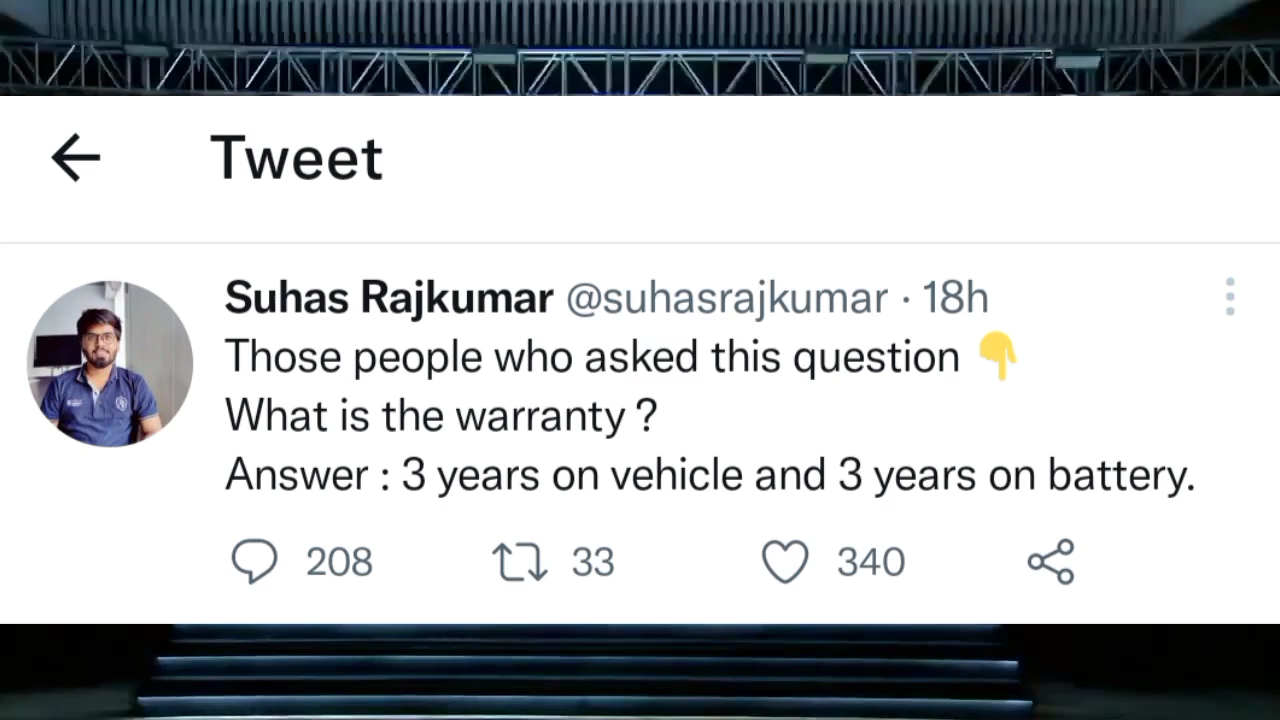 Tweet
Suhas Rajkumar @suhasrajkumar · 18h
Those people who asked this question 👇
What is the warranty ?
Answer : 3 years on vehicle and 3 years on battery.
208 33 340